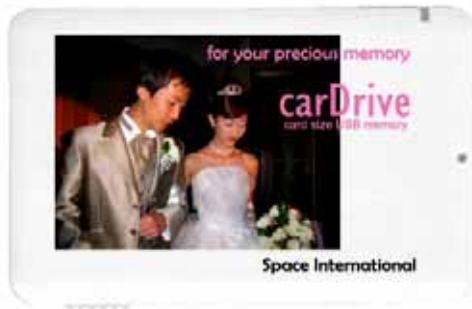 for your precious memory
carDrive
card size USB memory
Space International